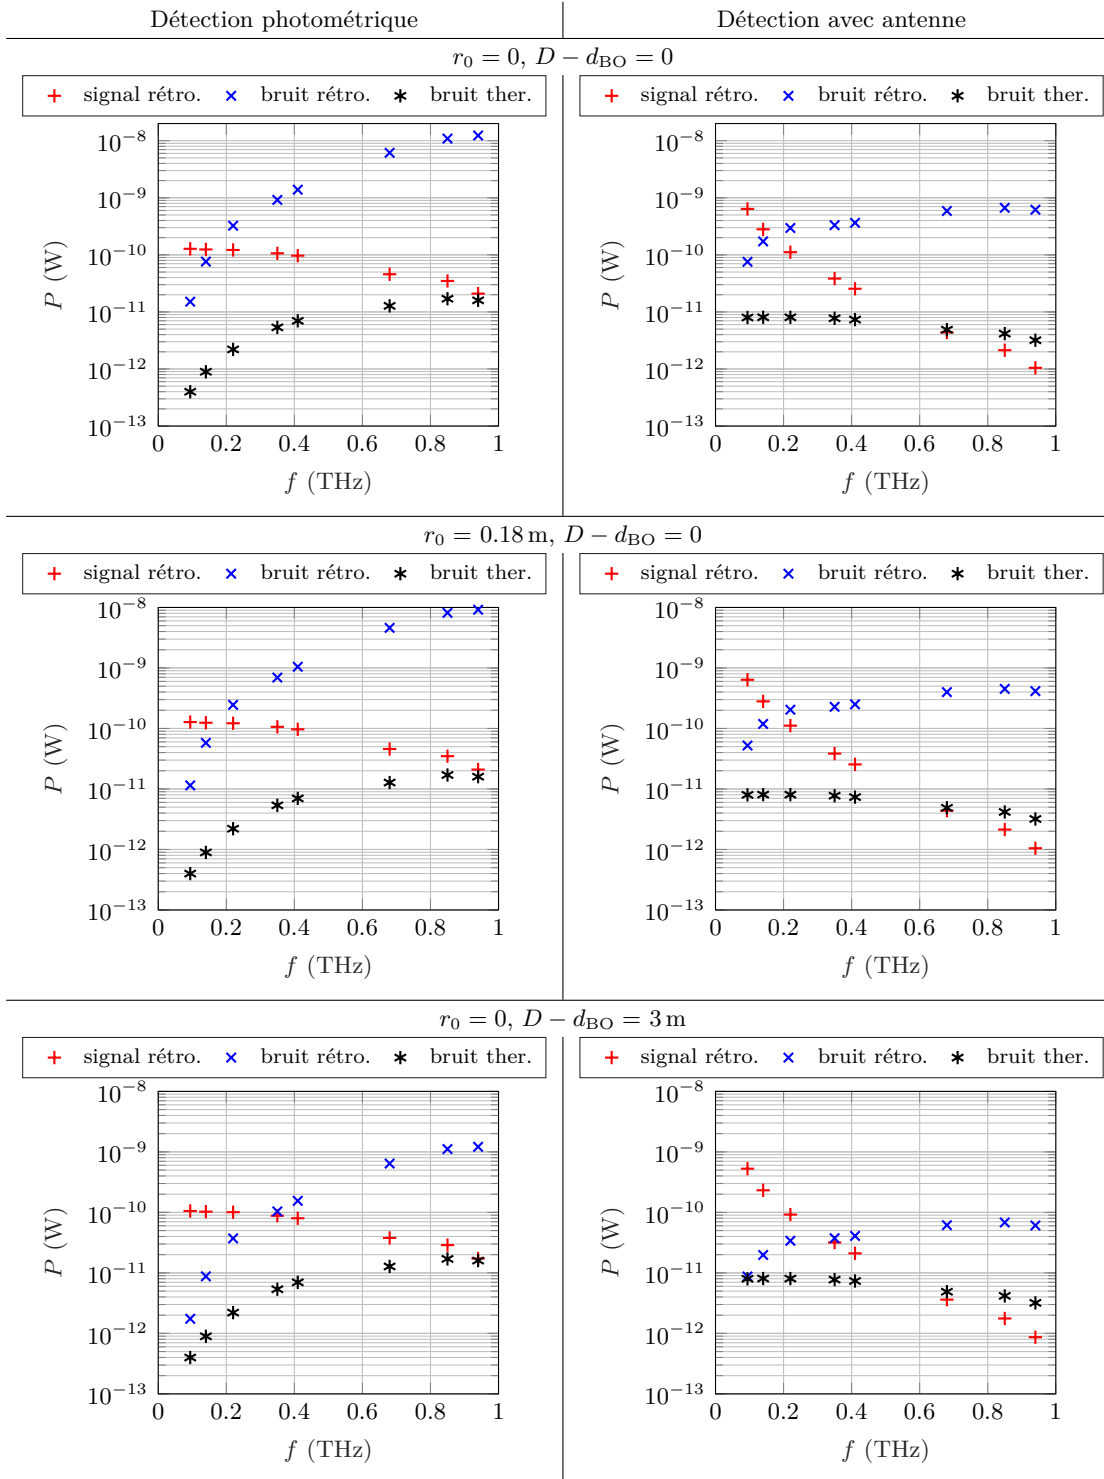 Détection photométrique
Détection avec antenne
r₀ = 0, D − d_BO = 0
signal rétro. bruit rétro. bruit ther.
10⁻⁸
10⁻⁹
10⁻¹⁰
10⁻¹¹
10⁻¹²
10⁻¹³
P (W)
0 0.2 0.4 0.6 0.8 1
f (THz)
signal rétro. bruit rétro. bruit ther.
10⁻⁸
10⁻⁹
10⁻¹⁰
10⁻¹¹
10⁻¹²
10⁻¹³
P (W)
0 0.2 0.4 0.6 0.8 1
f (THz)
r₀ = 0.18 m, D − d_BO = 0
signal rétro. bruit rétro. bruit ther.
10⁻⁸
10⁻⁹
10⁻¹⁰
10⁻¹¹
10⁻¹²
10⁻¹³
P (W)
0 0.2 0.4 0.6 0.8 1
f (THz)
signal rétro. bruit rétro. bruit ther.
10⁻⁸
10⁻⁹
10⁻¹⁰
10⁻¹¹
10⁻¹²
10⁻¹³
P (W)
0 0.2 0.4 0.6 0.8 1
f (THz)
r₀ = 0, D − d_BO = 3 m
signal rétro. bruit rétro. bruit ther.
10⁻⁸
10⁻⁹
10⁻¹⁰
10⁻¹¹
10⁻¹²
10⁻¹³
P (W)
0 0.2 0.4 0.6 0.8 1
f (THz)
signal rétro. bruit rétro. bruit ther.
10⁻⁸
10⁻⁹
10⁻¹⁰
10⁻¹¹
10⁻¹²
10⁻¹³
P (W)
0 0.2 0.4 0.6 0.8 1
f (THz)